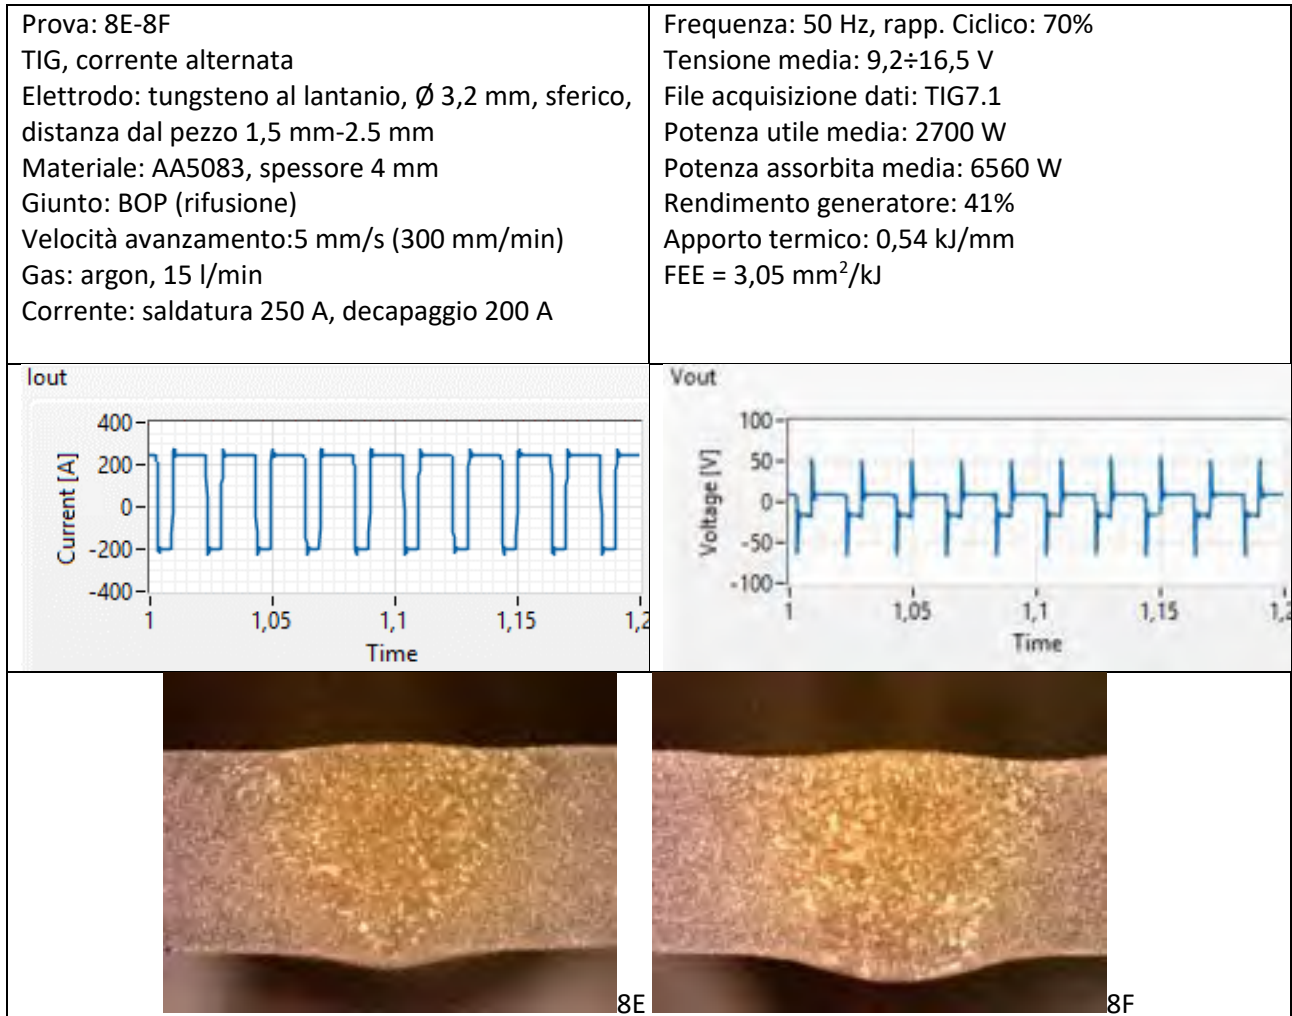 Prova: 8E-8F
TIG, corrente alternata
Elettrodo: tungsteno al lantanio, Ø 3,2 mm, sferico,
distanza dal pezzo 1,5 mm-2.5 mm
Materiale: AA5083, spessore 4 mm
Giunto: BOP (rifusione)
Velocità avanzamento:5 mm/s (300 mm/min)
Gas: argon, 15 l/min
Corrente: saldatura 250 A, decapaggio 200 A
Frequenza: 50 Hz, rapp. Ciclico: 70%
Tensione media: 9,2÷16,5 V
File acquisizione dati: TIG7.1
Potenza utile media: 2700 W
Potenza assorbita media: 6560 W
Rendimento generatore: 41%
Apporto termico: 0,54 kJ/mm
FEE = 3,05 mm²/kJ
Iout
Current [A]
400
200
0
-200
-400
1 1,05 1,1 1,15 1,2
Time
Vout
Voltage [V]
100
50
0
-50
-100
1 1,05 1,1 1,15 1,2
Time
8E
8F